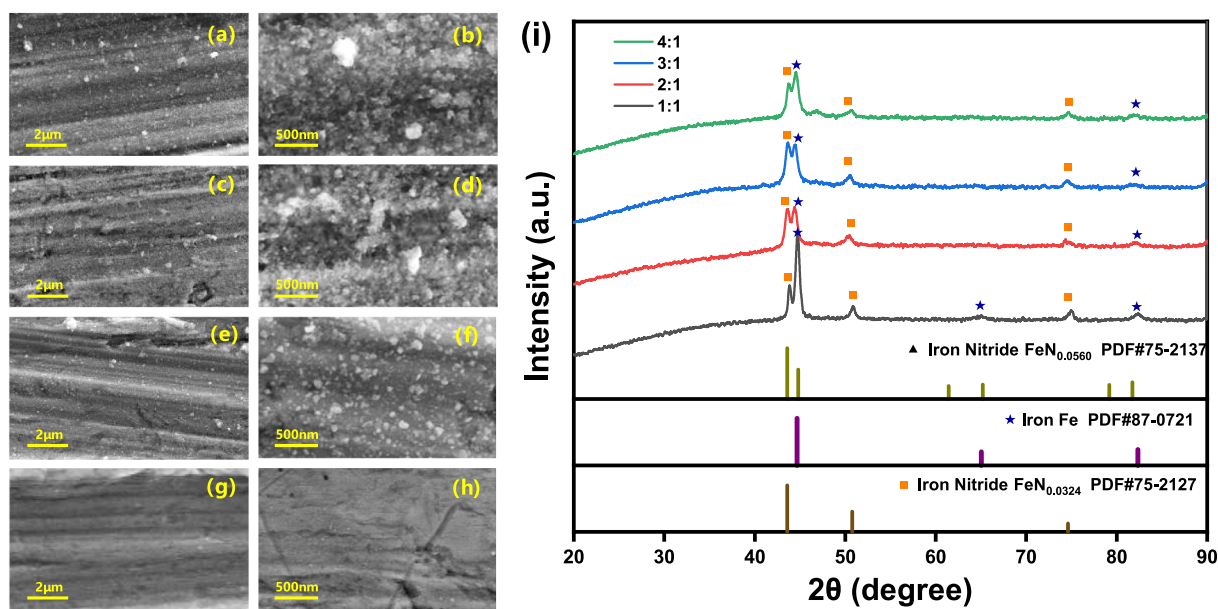 (a)
2μm
(b)
500nm
(c)
2μm
(d)
500nm
(e)
2μm
(f)
500nm
(g)
2μm
(h)
500nm
(i)
4:1
3:1
2:1
1:1
▲ Iron Nitride FeN0.0560 PDF#75-2137
★ Iron Fe PDF#87-0721
■ Iron Nitride FeN0.0324 PDF#75-2127
Intensity (a.u.)
20 30 40 50 60 70 80 90
2θ (degree)